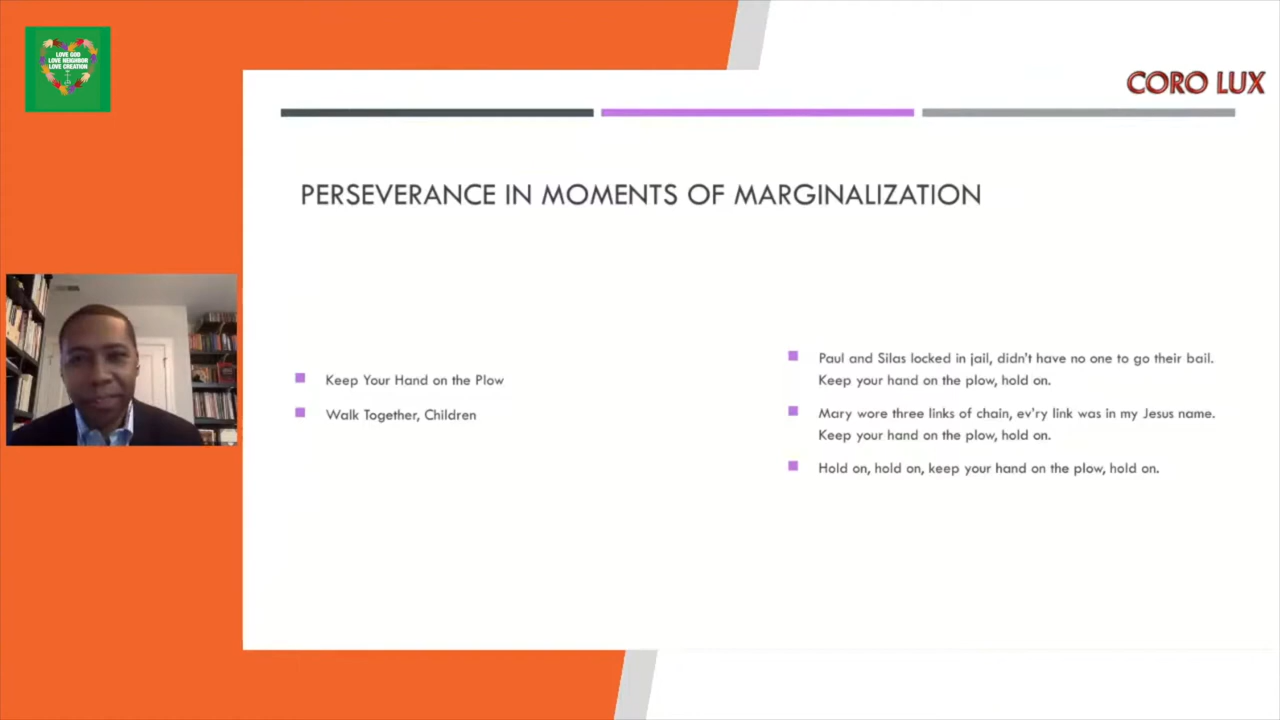 LOVE GOD
LOVE NEIGHBOR
LOVE CREATION
CORO LUX
PERSEVERANCE IN MOMENTS OF MARGINALIZATION
Keep Your Hand on the Plow
Walk Together, Children
Paul and Silas locked in jail, didn't have no one to go their bail.
Keep your hand on the plow, hold on.
Mary wore three links of chain, ev'ry link was in my Jesus name.
Keep your hand on the plow, hold on.
Hold on, hold on, keep your hand on the plow, hold on.